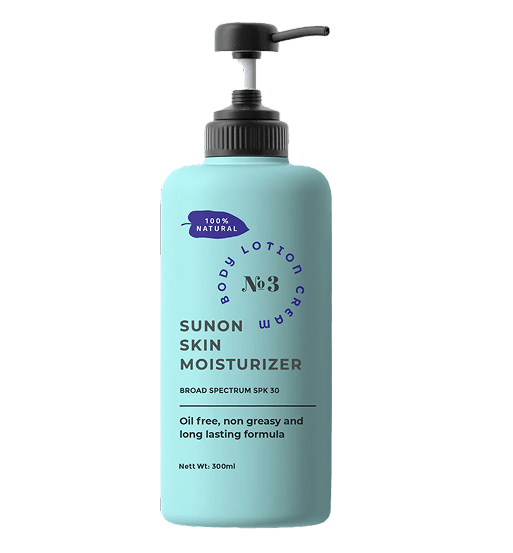 100%
NATURAL
BODY LOTION CREAM
№3
SUNON
SKIN
MOISTURIZER
BROAD SPECTRUM SPK 30
Oil free, non greasy and
long lasting formula
Nett Wt: 300ml